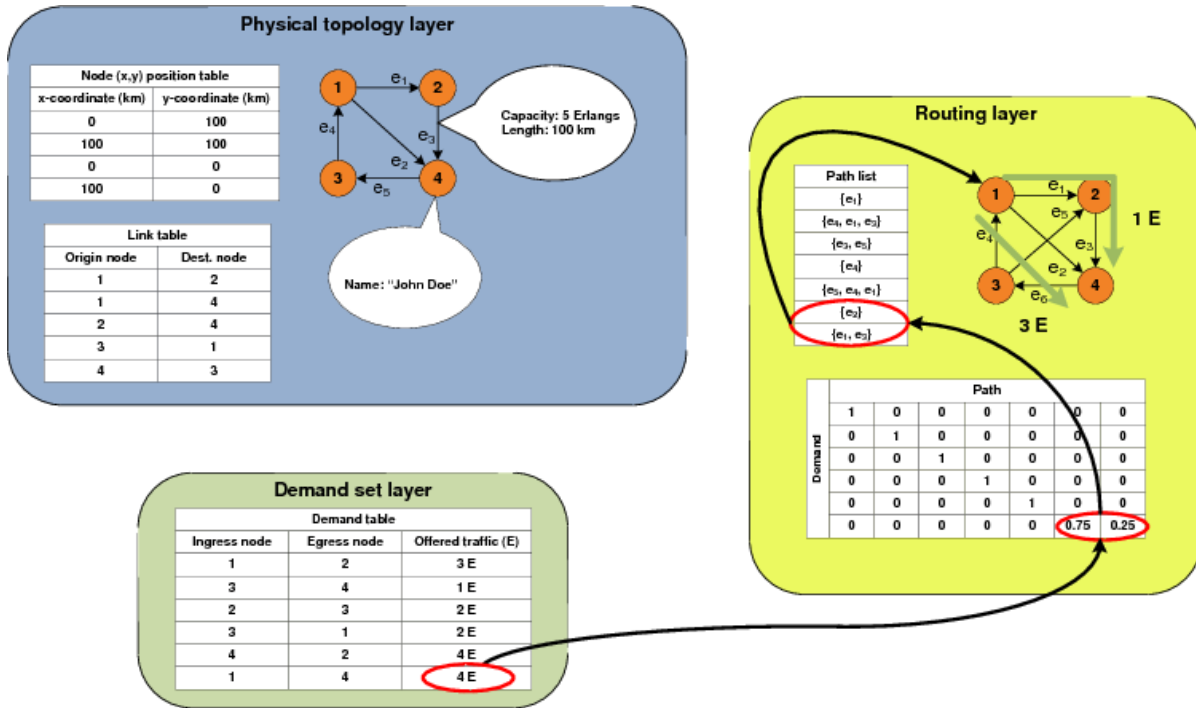 Physical topology layer
Node (x,y) position table
x-coordinate (km) y-coordinate (km)
0 100
100 100
0 0
100 0
Link table
Origin node Dest. node
1 2
1 4
2 4
3 1
4 3
1 e1 2
e4 e3
e2
3 e5 4
Capacity: 5 Erlangs
Length: 100 km
Name: "John Doe"
Routing layer
Path list
{e1}
{e4, e1, e3}
{e3, e5}
{e4}
{e5, e4, e1}
{e2}
{e1, e3}
1 e1 2
e5 1 E
e4 e3
e2
3 e6 4
3 E
Path
Demand
1 0 0 0 0 0 0
0 1 0 0 0 0 0
0 0 1 0 0 0 0
0 0 0 1 0 0 0
0 0 0 0 1 0 0
0 0 0 0 0 0.75 0.25
Demand set layer
Demand table
Ingress node Egress node Offered traffic (E)
1 2 3 E
3 4 1 E
2 3 2 E
3 1 2 E
4 2 4 E
1 4 4 E